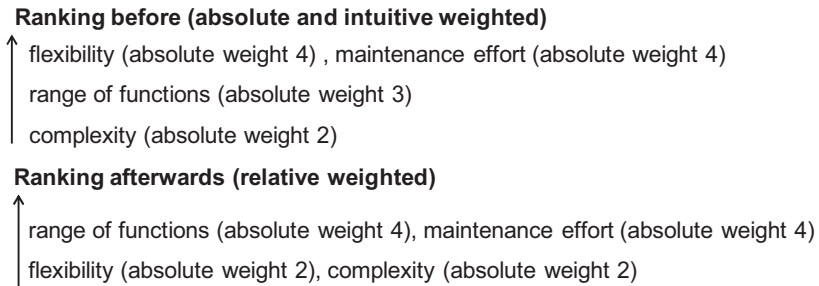 Ranking before (absolute and intuitive weighted)
flexibility (absolute weight 4) , maintenance effort (absolute weight 4)
range of functions (absolute weight 3)
complexity (absolute weight 2)
Ranking afterwards (relative weighted)
range of functions (absolute weight 4), maintenance effort (absolute weight 4)
flexibility (absolute weight 2), complexity (absolute weight 2)